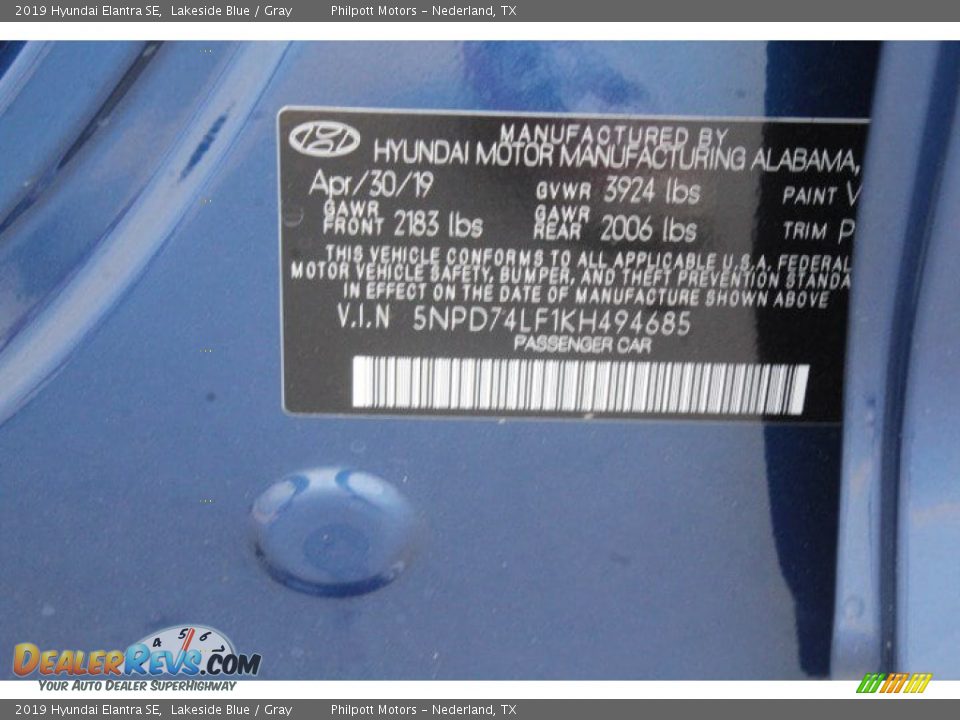 2019 Hyundai Elantra SE, Lakeside Blue / Gray Philpott Motors - Nederland, TX
MANUFACTURED BY
HYUNDAI MOTOR MANUFACTURING ALABAMA,
Apr/30/19 GVWR 3924 lbs PAINT V
GAWR FRONT 2183 lbs GAWR REAR 2006 lbs TRIM P
THIS VEHICLE CONFORMS TO ALL APPLICABLE U.S.A. FEDERAL
MOTOR VEHICLE SAFETY, BUMPER, AND THEFT PREVENTION STANDA
IN EFFECT ON THE DATE OF MANUFACTURE SHOWN ABOVE
V.I.N 5NPD74LF1KH494685
PASSENGER CAR
4 5 6
DEALERREVS.COM
YOUR AUTO DEALER SUPERHIGHWAY
2019 Hyundai Elantra SE, Lakeside Blue / Gray Philpott Motors - Nederland, TX